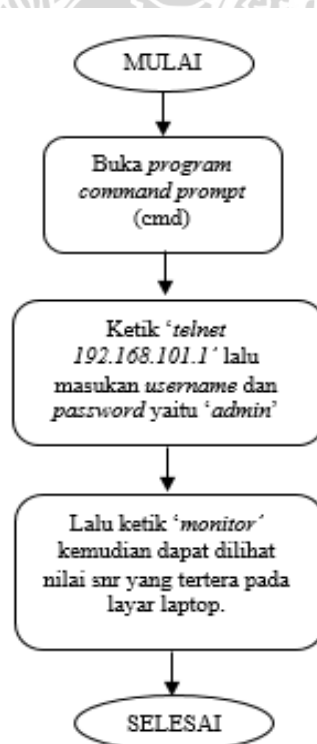 MULAI
Buka program
command prompt
(cmd)
Ketik ‘telnet
192.168.101.1´ lalu
masukan username dan
password yaitu ‘admin’
Lalu ketik ‘monitor´
kemudian dapat dilihat
nilai snr yang tertera pada
layar laptop.
SELESAI